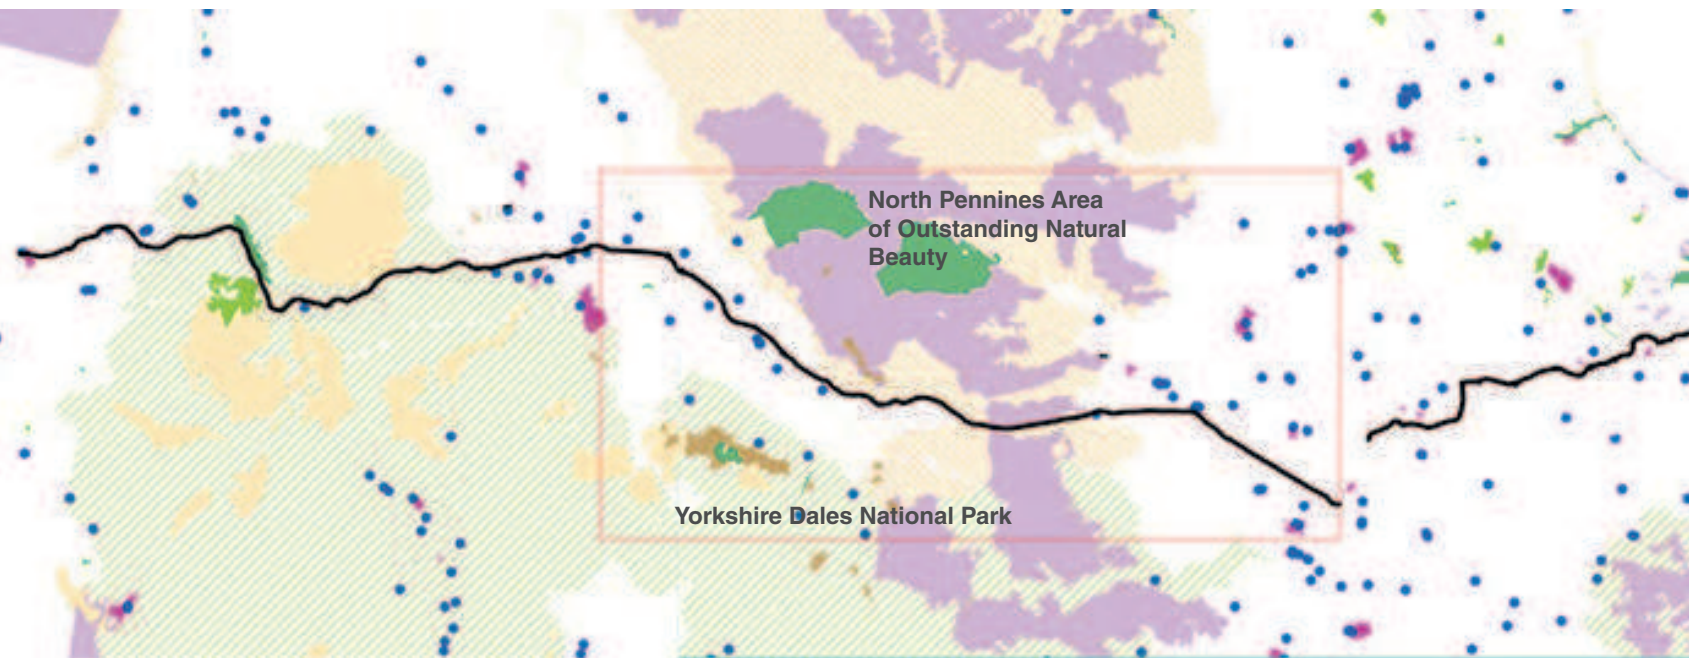 North Pennines Area
of Outstanding Natural
Beauty
Yorkshire Dales National Park